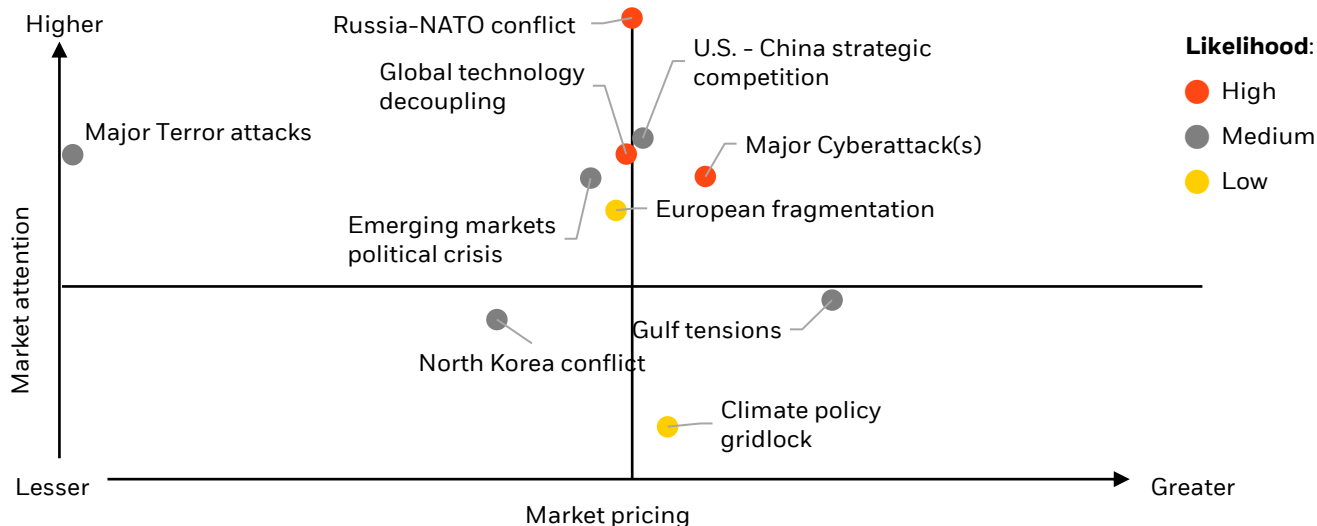 Higher
Russia-NATO conflict
U.S. - China strategic
competition
Global technology
decoupling
Likelihood:
High
Medium
Low
Major Terror attacks
Major Cyberattack(s)
European fragmentation
Emerging markets
political crisis
Market attention
Gulf tensions
North Korea conflict
Climate policy
gridlock
Lesser
Greater
Market pricing